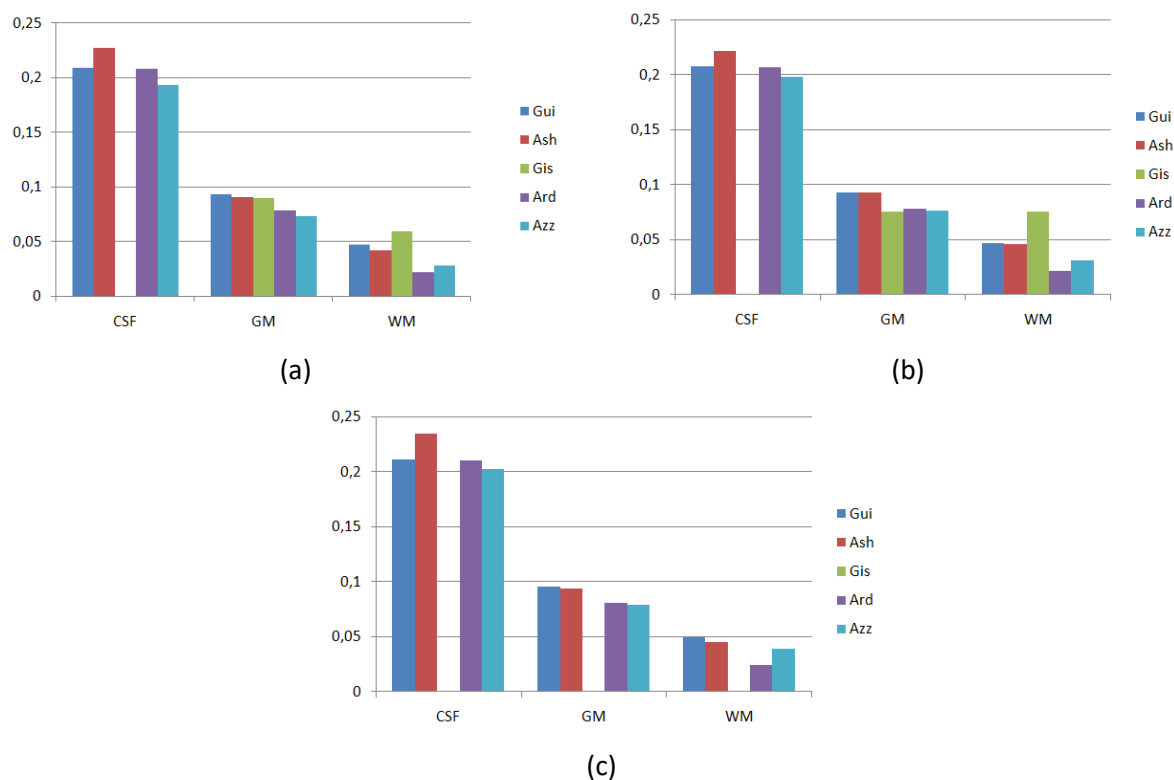 0,25
0,2
0,15
0,1
0,05
0
CSF GM WM
Gui
Ash
Gis
Ard
Azz
(a)
0,25
0,2
0,15
0,1
0,05
0
CSF GM WM
Gui
Ash
Gis
Ard
Azz
(b)
0,25
0,2
0,15
0,1
0,05
0
CSF GM WM
Gui
Ash
Gis
Ard
Azz
(c)